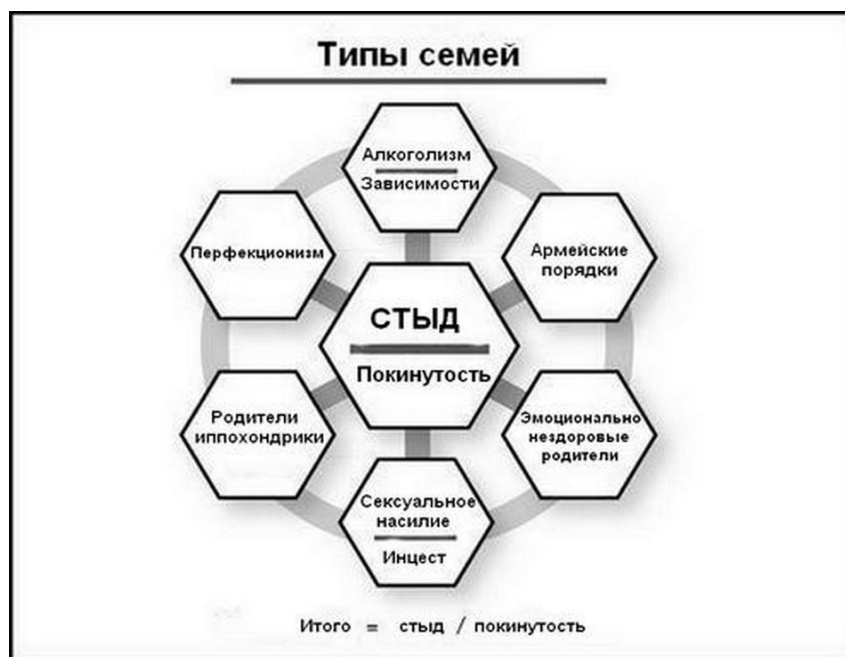 Типы семей
Алкоголизм
Зависимости
Перфекционизм
Армейские
порядки
СТЫД
Покинутость
Родители
иппохондрики
Эмоционально
нездоровые
родители
Сексуальное
насилие
Инцест
Итого = стыд / покинутость